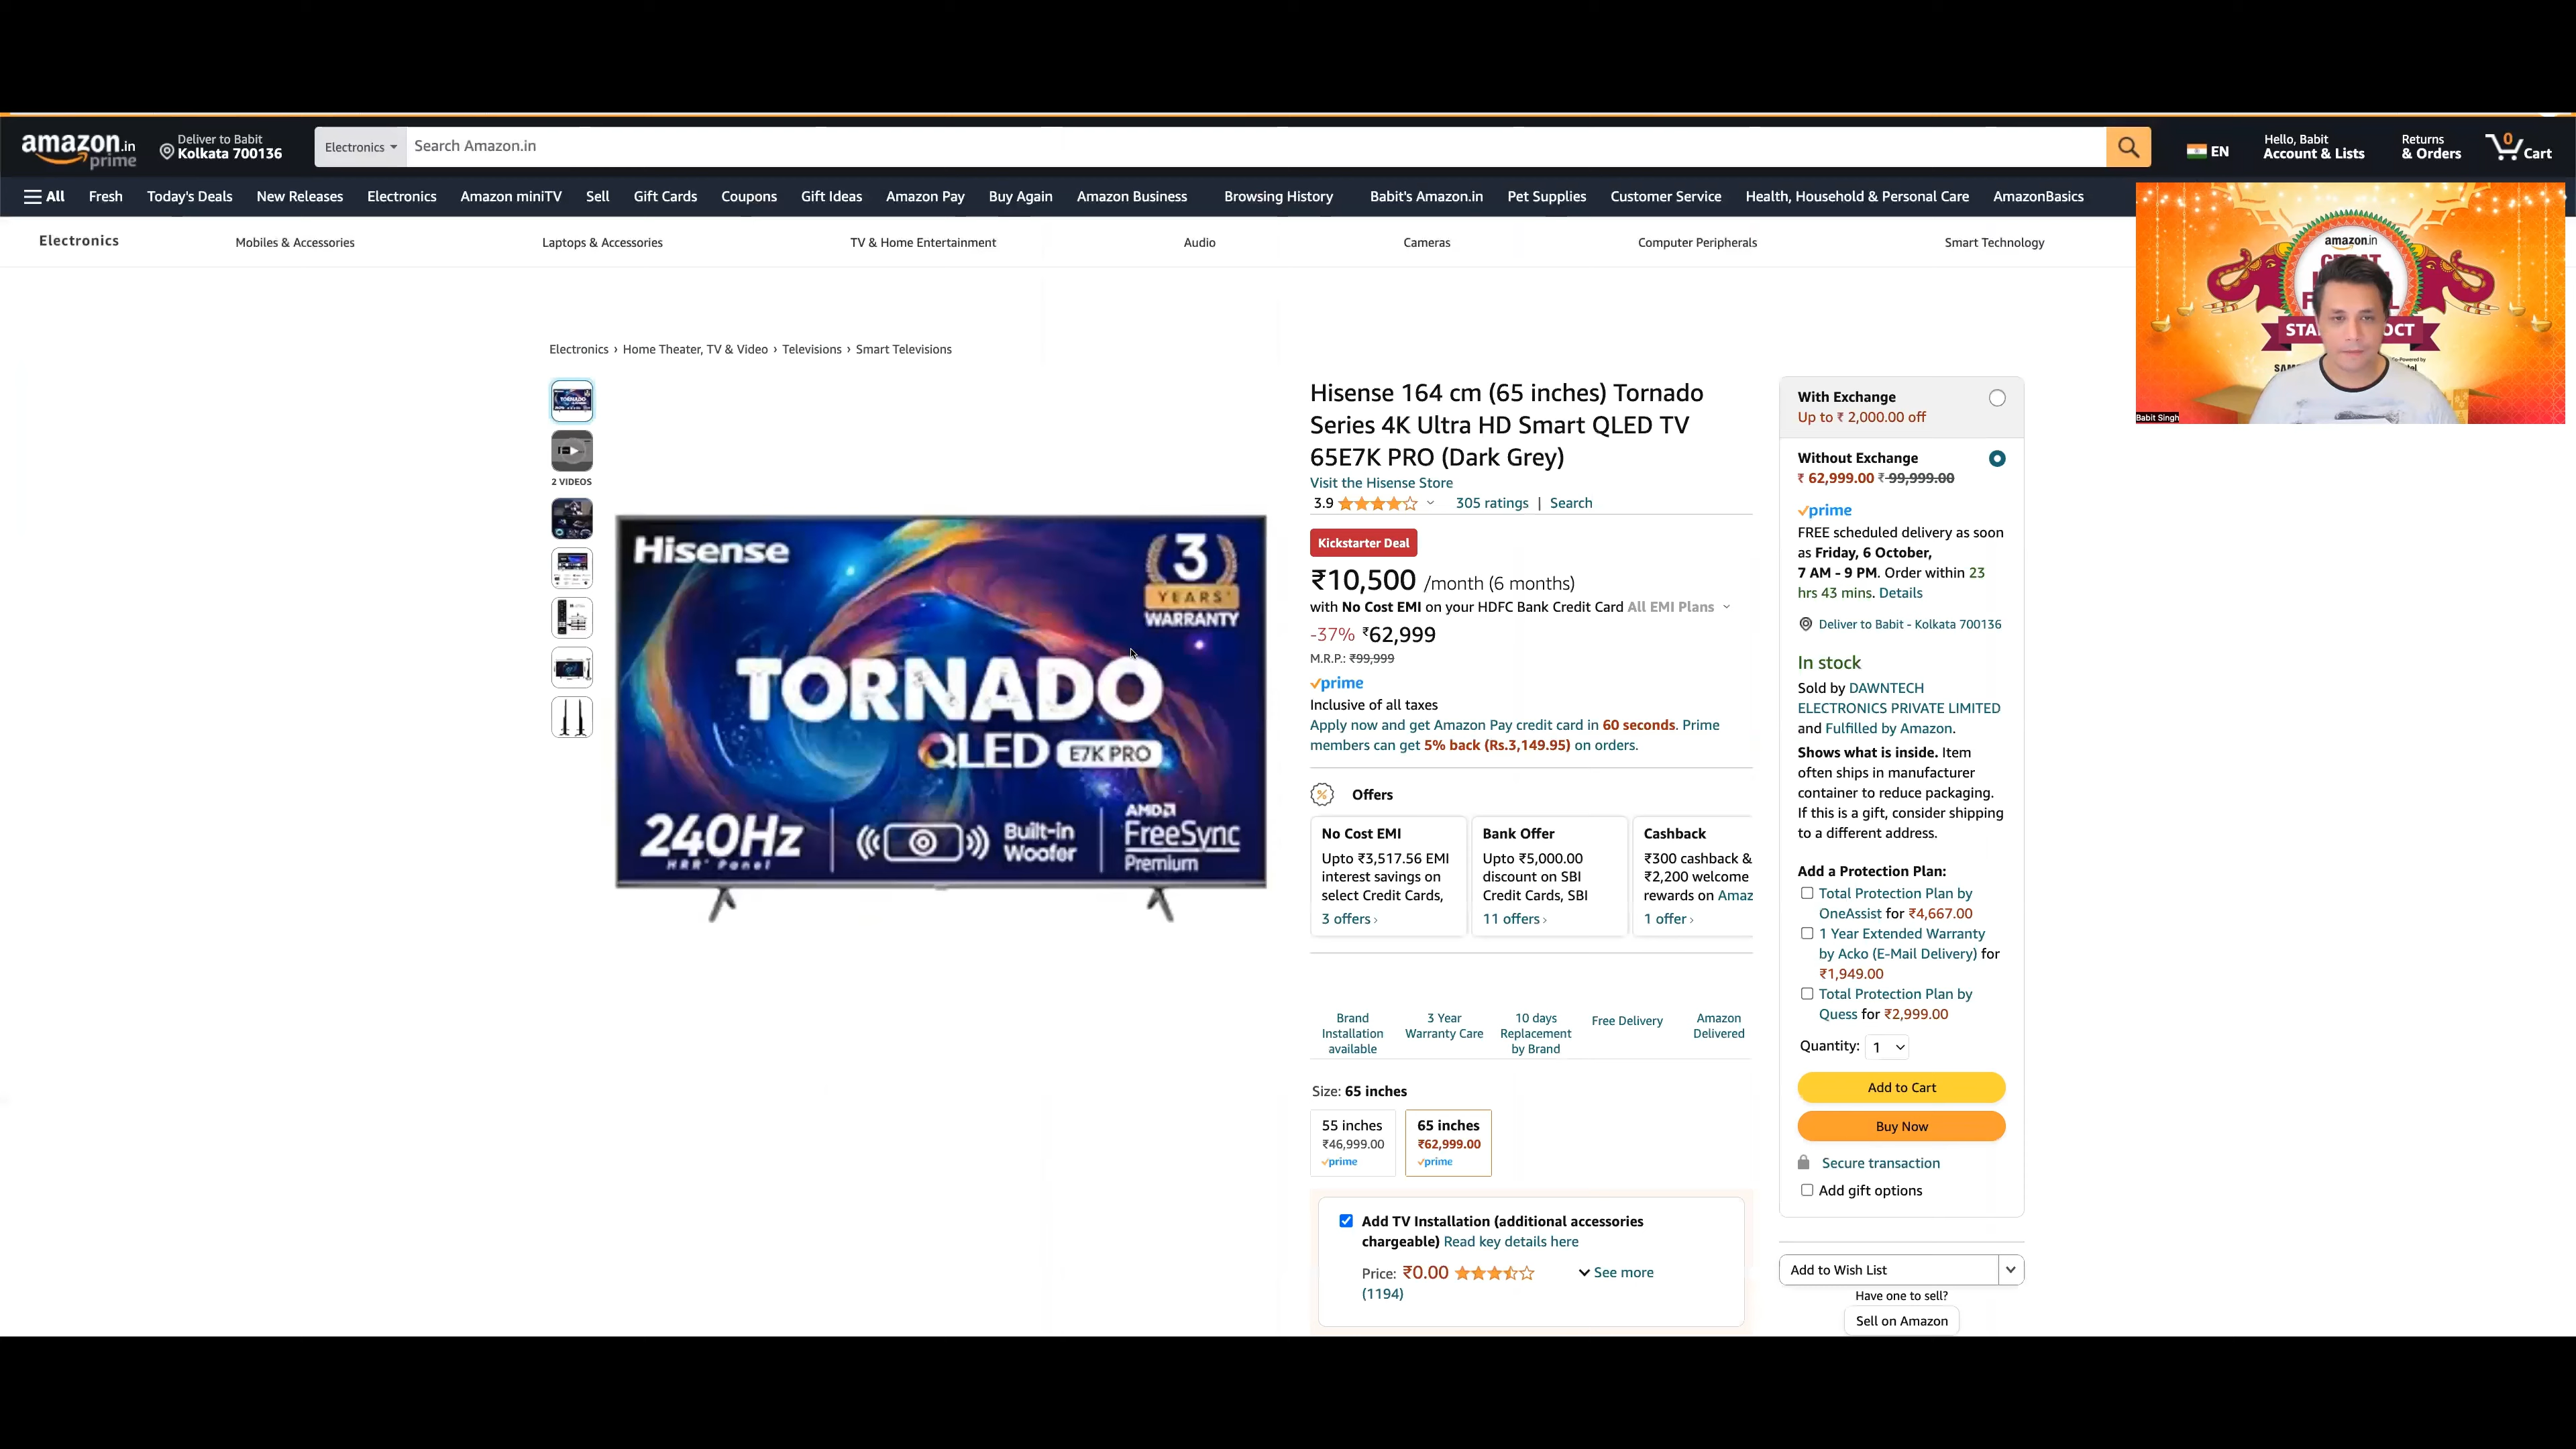 amazon.in
prime
Deliver to Babit
Kolkata 700136
Electronics
Search Amazon.in
EN
Hello, Babit
Account & Lists
Returns
& Orders
0
Cart
All
Fresh
Today's Deals
New Releases
Electronics
Amazon miniTV
Sell
Gift Cards
Coupons
Gift Ideas
Amazon Pay
Buy Again
Amazon Business
Browsing History
Babit's Amazon.in
Pet Supplies
Customer Service
Health, Household & Personal Care
AmazonBasics
Electronics
Mobiles & Accessories
Laptops & Accessories
TV & Home Entertainment
Audio
Cameras
Computer Peripherals
Smart Technology
amazon.in
Babit Singh
Electronics › Home Theater, TV & Video › Televisions › Smart Televisions
2 VIDEOS
Hisense
3
YEARS'
WARRANTY
TORNADO
QLED E7K PRO
240Hz
HRR* Panel
Built-in
Woofer
AMD
FreeSync
Premium
Hisense 164 cm (65 inches) Tornado
Series 4K Ultra HD Smart QLED TV
65E7K PRO (Dark Grey)
Visit the Hisense Store
3.9
305 ratings | Search
Kickstarter Deal
₹10,500 /month (6 months)
with No Cost EMI on your HDFC Bank Credit Card All EMI Plans
-37% ₹62,999
M.R.P.: ₹99,999
prime
Inclusive of all taxes
Apply now and get Amazon Pay credit card in 60 seconds. Prime
members can get 5% back (Rs.3,149.95) on orders.
Offers
No Cost EMI
Upto ₹3,517.56 EMI
interest savings on
select Credit Cards,
3 offers ›
Bank Offer
Upto ₹5,000.00
discount on SBI
Credit Cards, SBI
11 offers ›
Cashback
₹300 cashback &
₹2,200 welcome
rewards on Amaz
1 offer ›
Brand
Installation
available
3 Year
Warranty Care
10 days
Replacement
by Brand
Free Delivery
Amazon
Delivered
Size: 65 inches
55 inches
₹46,999.00
prime
65 inches
₹62,999.00
prime
Add TV Installation (additional accessories
chargeable) Read key details here
Price: ₹0.00
See more
(1194)
With Exchange
Up to ₹ 2,000.00 off
Without Exchange
₹ 62,999.00 ₹ 99,999.00
prime
FREE scheduled delivery as soon
as Friday, 6 October,
7 AM - 9 PM. Order within 23
hrs 43 mins. Details
Deliver to Babit - Kolkata 700136
In stock
Sold by DAWNTECH
ELECTRONICS PRIVATE LIMITED
and Fulfilled by Amazon.
Shows what is inside. Item
often ships in manufacturer
container to reduce packaging.
If this is a gift, consider shipping
to a different address.
Add a Protection Plan:
Total Protection Plan by
OneAssist for ₹4,667.00
1 Year Extended Warranty
by Acko (E-Mail Delivery) for
₹1,949.00
Total Protection Plan by
Quess for ₹2,999.00
Quantity: 1
Add to Cart
Buy Now
Secure transaction
Add gift options
Add to Wish List
Have one to sell?
Sell on Amazon